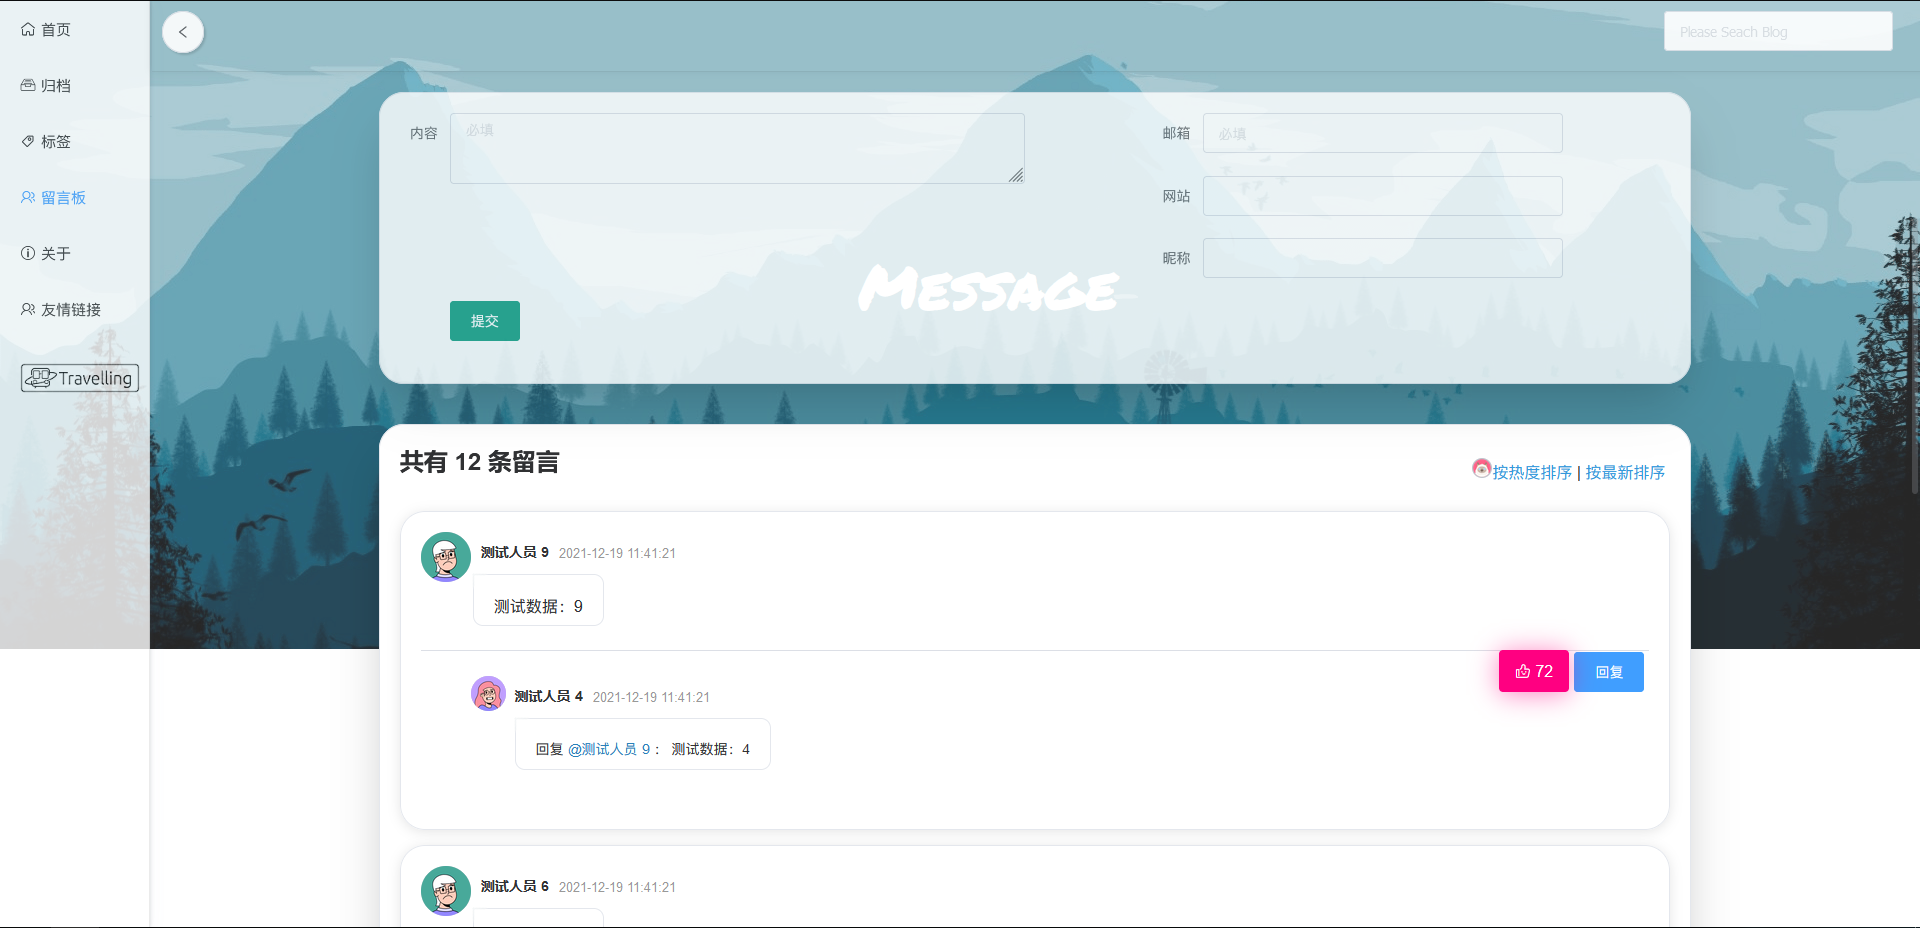 首页
归档
标签
留言板
关于
友情链接
Travelling
Please Seach Blog
内容
必填
邮箱
必填
网站
昵称
Message
提交
共有 12 条留言
按热度排序 | 按最新排序
测试人员 9 2021-12-19 11:41:21
测试数据：9
72 回复
测试人员 4 2021-12-19 11:41:21
回复 @测试人员 9 ： 测试数据：4
测试人员 6 2021-12-19 11:41:21